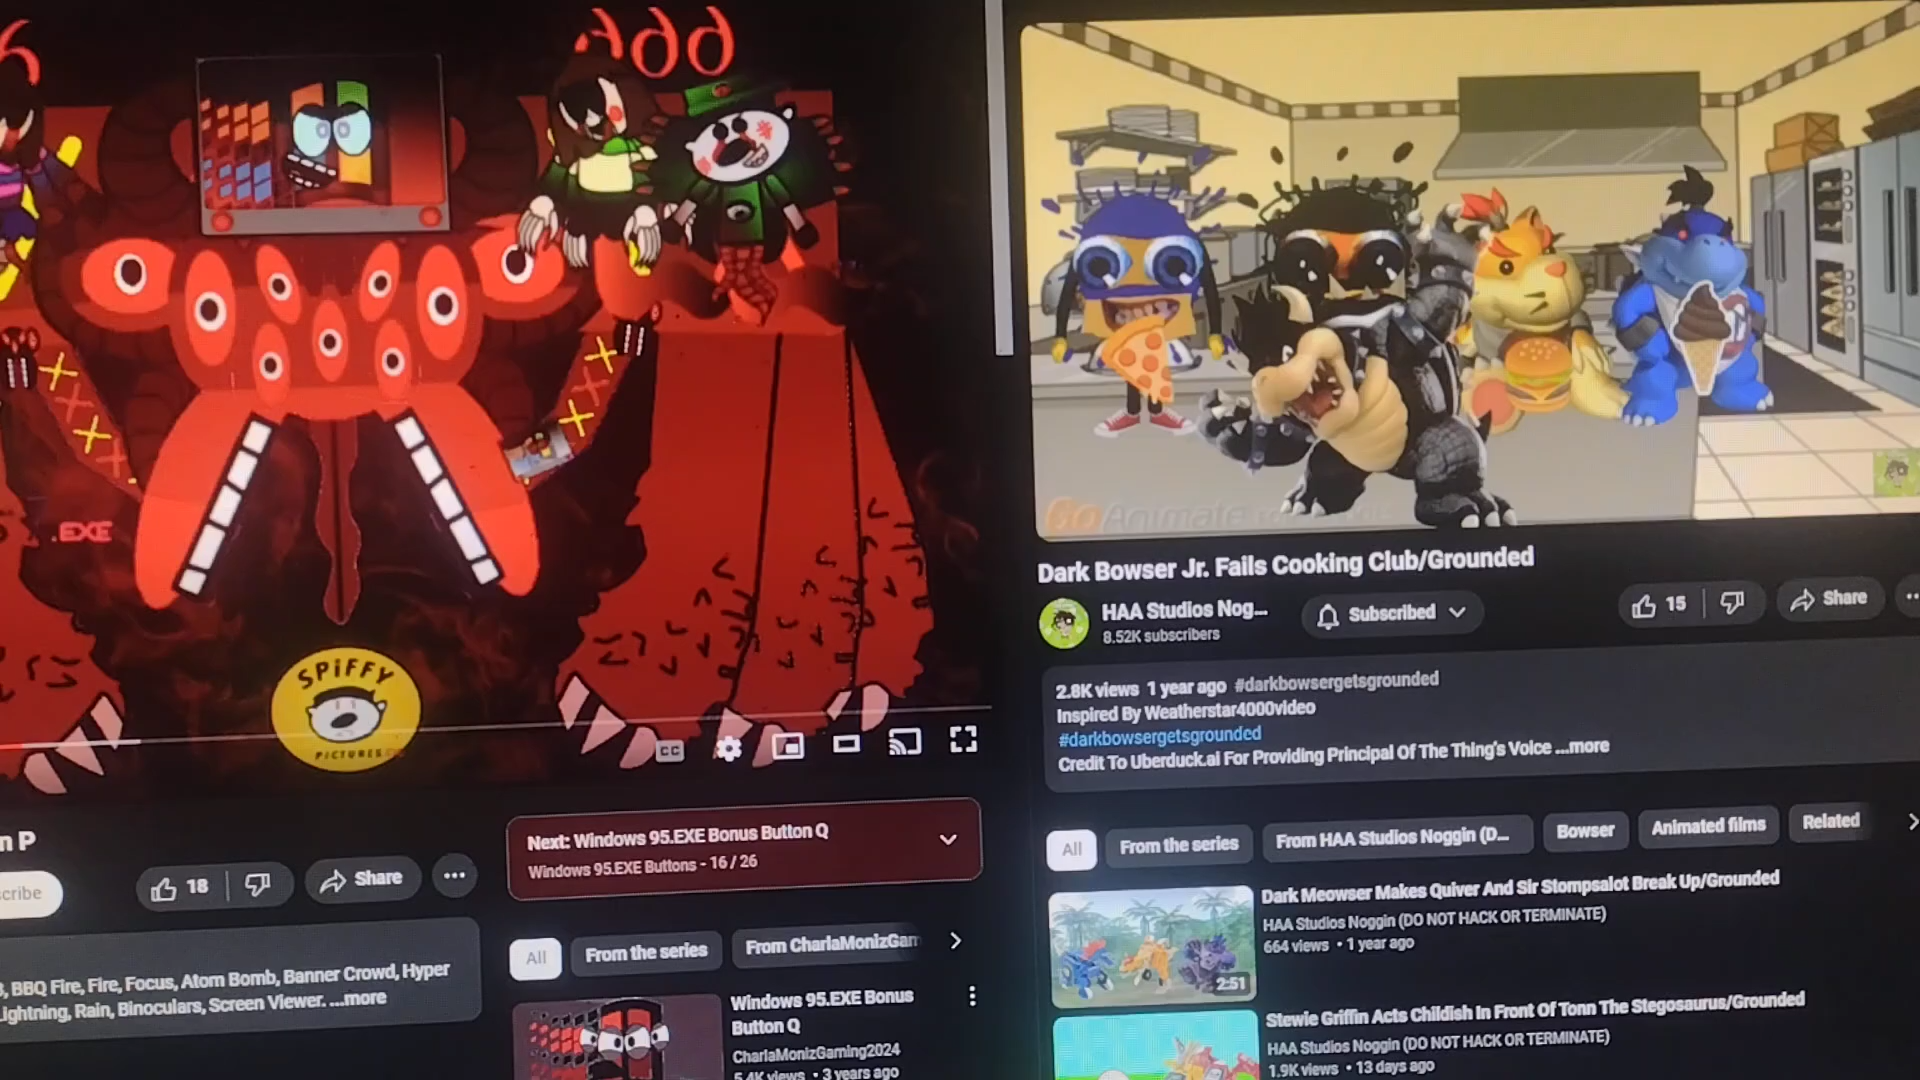 .EXE
SPiFFY
PICTURES
n P
cribe
18
Share
Next: Windows 95.EXE Bonus Button Q
Windows 95.EXE Buttons - 16 / 26
All
From the series
From CharlaMonizGam
, BBQ Fire, Fire, Focus, Atom Bomb, Banner Crowd, Hyper
Lightning, Rain, Binoculars, Screen Viewer. ...more
Windows 95.EXE Bonus
Button Q
CharlaMonizGaming2024
5.4K views • 3 years ago
CC
GoAnimate
Dark Bowser Jr. Fails Cooking Club/Grounded
HAA Studios Nog...
8.52K subscribers
Subscribed
15
Share
2.8K views 1 year ago #darkbowsergetsgrounded
Inspired By Weatherstar4000video
#darkbowsergetsgrounded
Credit To Uberduck.aI For Providing Principal Of The Thing's Voice ...more
All
From the series
From HAA Studios Noggin (D...
Bowser
Animated films
Related
Dark Meowser Makes Quiver And Sir Stompsalot Break Up/Grounded
HAA Studios Noggin (DO NOT HACK OR TERMINATE)
664 views • 1 year ago
2:51
Stewie Griffin Acts Childish In Front Of Tonn The Stegosaurus/Grounded
HAA Studios Noggin (DO NOT HACK OR TERMINATE)
1.9K views • 13 days ago